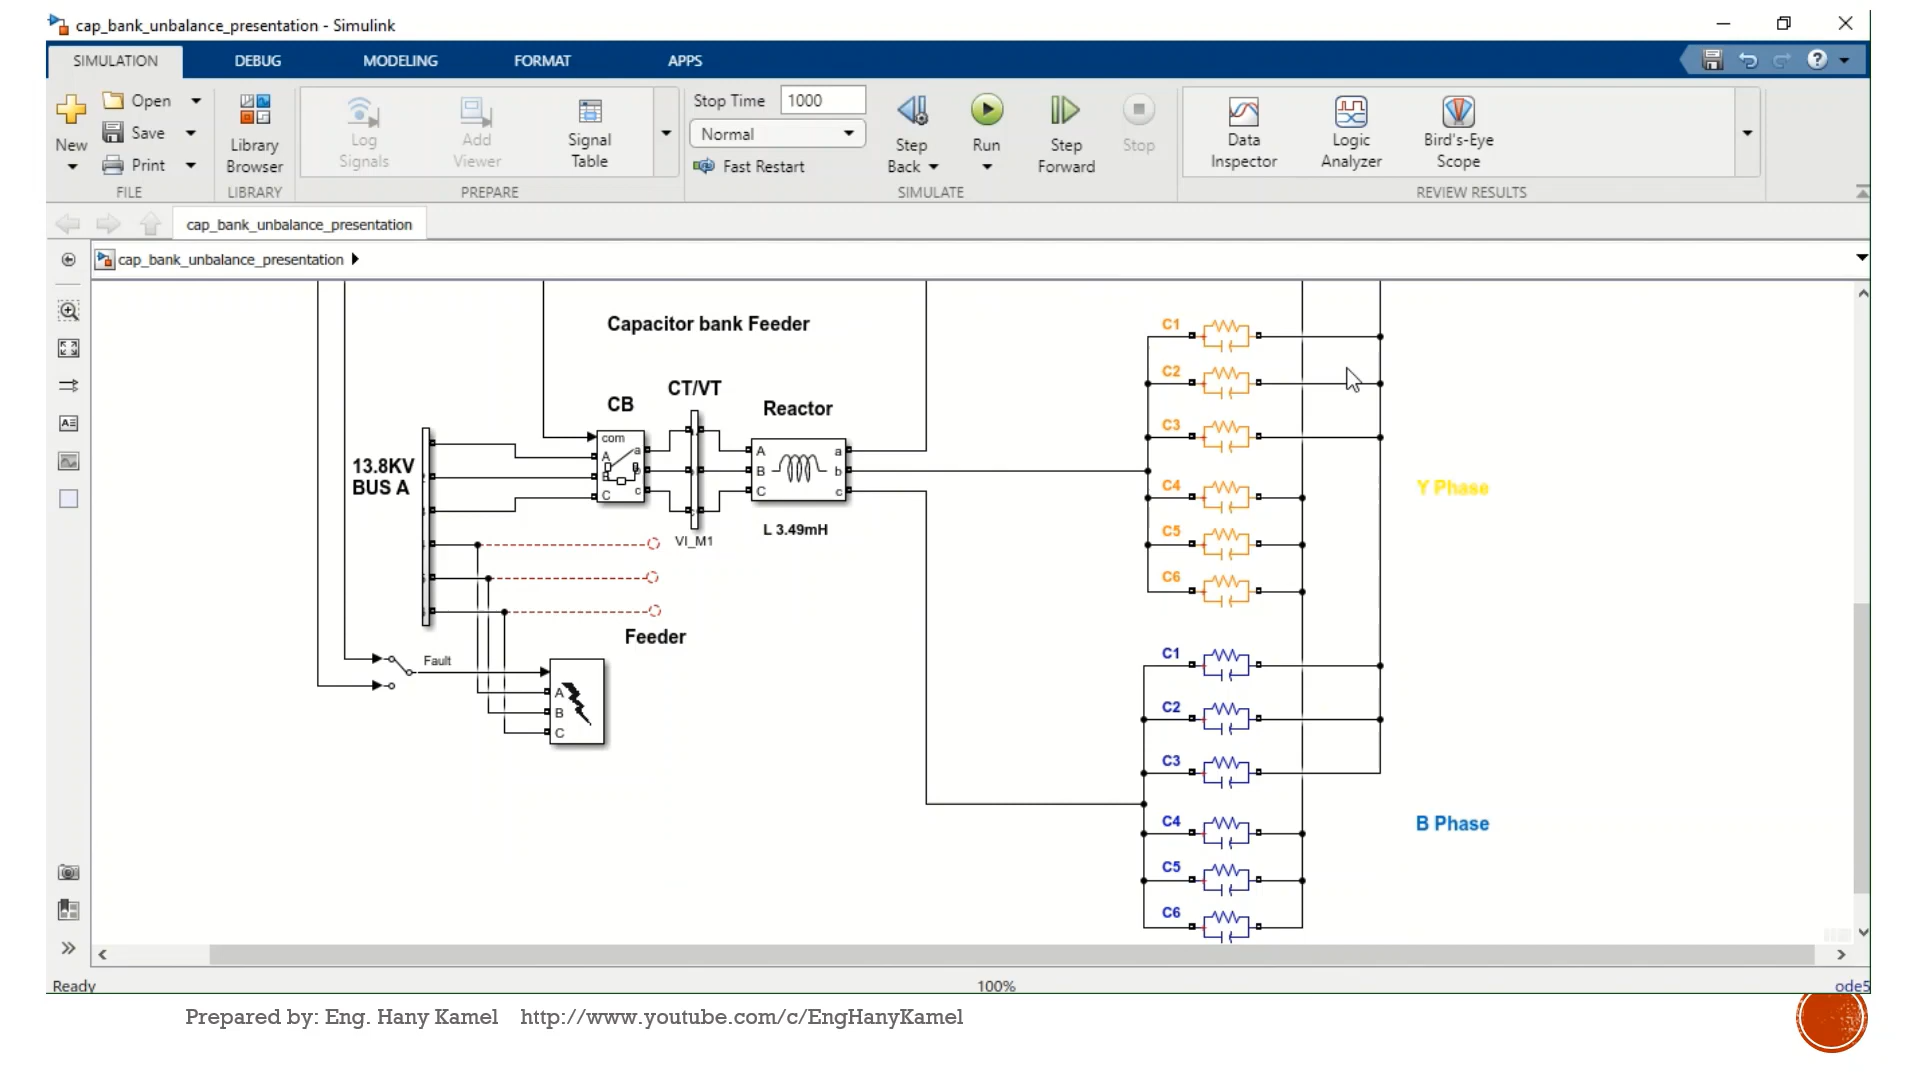 cap_bank_unbalance_presentation - Simulink
SIMULATION DEBUG MODELING FORMAT APPS
New
Open
Save
Print
FILE
Library Browser
LIBRARY
Log Signals
Add Viewer
Signal Table
PREPARE
Stop Time 1000
Normal
Fast Restart
Step Back
Run
Step Forward
Stop
SIMULATE
Data Inspector
Logic Analyzer
Bird's-Eye Scope
REVIEW RESULTS
cap_bank_unbalance_presentation
cap_bank_unbalance_presentation
Capacitor bank Feeder
CT/VT
CB
Reactor
13.8KV
BUS A
com
A a
B b
C c
A a
B b
C c
L 3.49mH
VI_M1
Feeder
Fault
A
B
C
C1
C2
C3
C4
C5
C6
Y Phase
C1
C2
C3
C4
C5
C6
B Phase
Ready 100% ode5
Prepared by: Eng. Hany Kamel http://www.youtube.com/c/EngHanyKamel